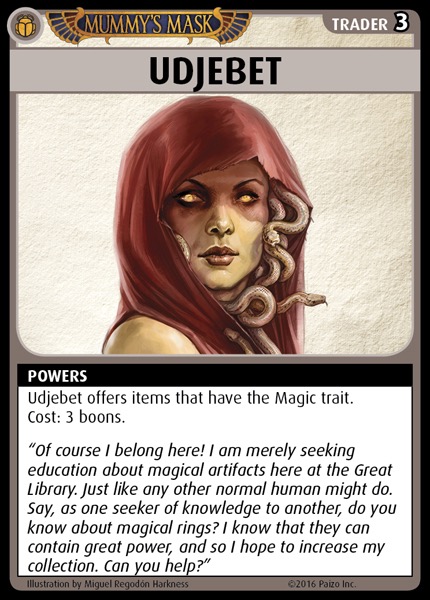 MUMMY'S MASK
TRADER 3
UDJEBET
POWERS
Udjebet offers items that have the Magic trait.
Cost: 3 boons.
“Of course I belong here! I am merely seeking
education about magical artifacts here at the Great
Library. Just like any other normal human might do.
Say, as one seeker of knowledge to another, do you
know about magical rings? I know that they can
contain great power, and so I hope to increase my
collection. Can you help?”
Illustration by Miguel Regodón Harkness
©2016 Paizo Inc.